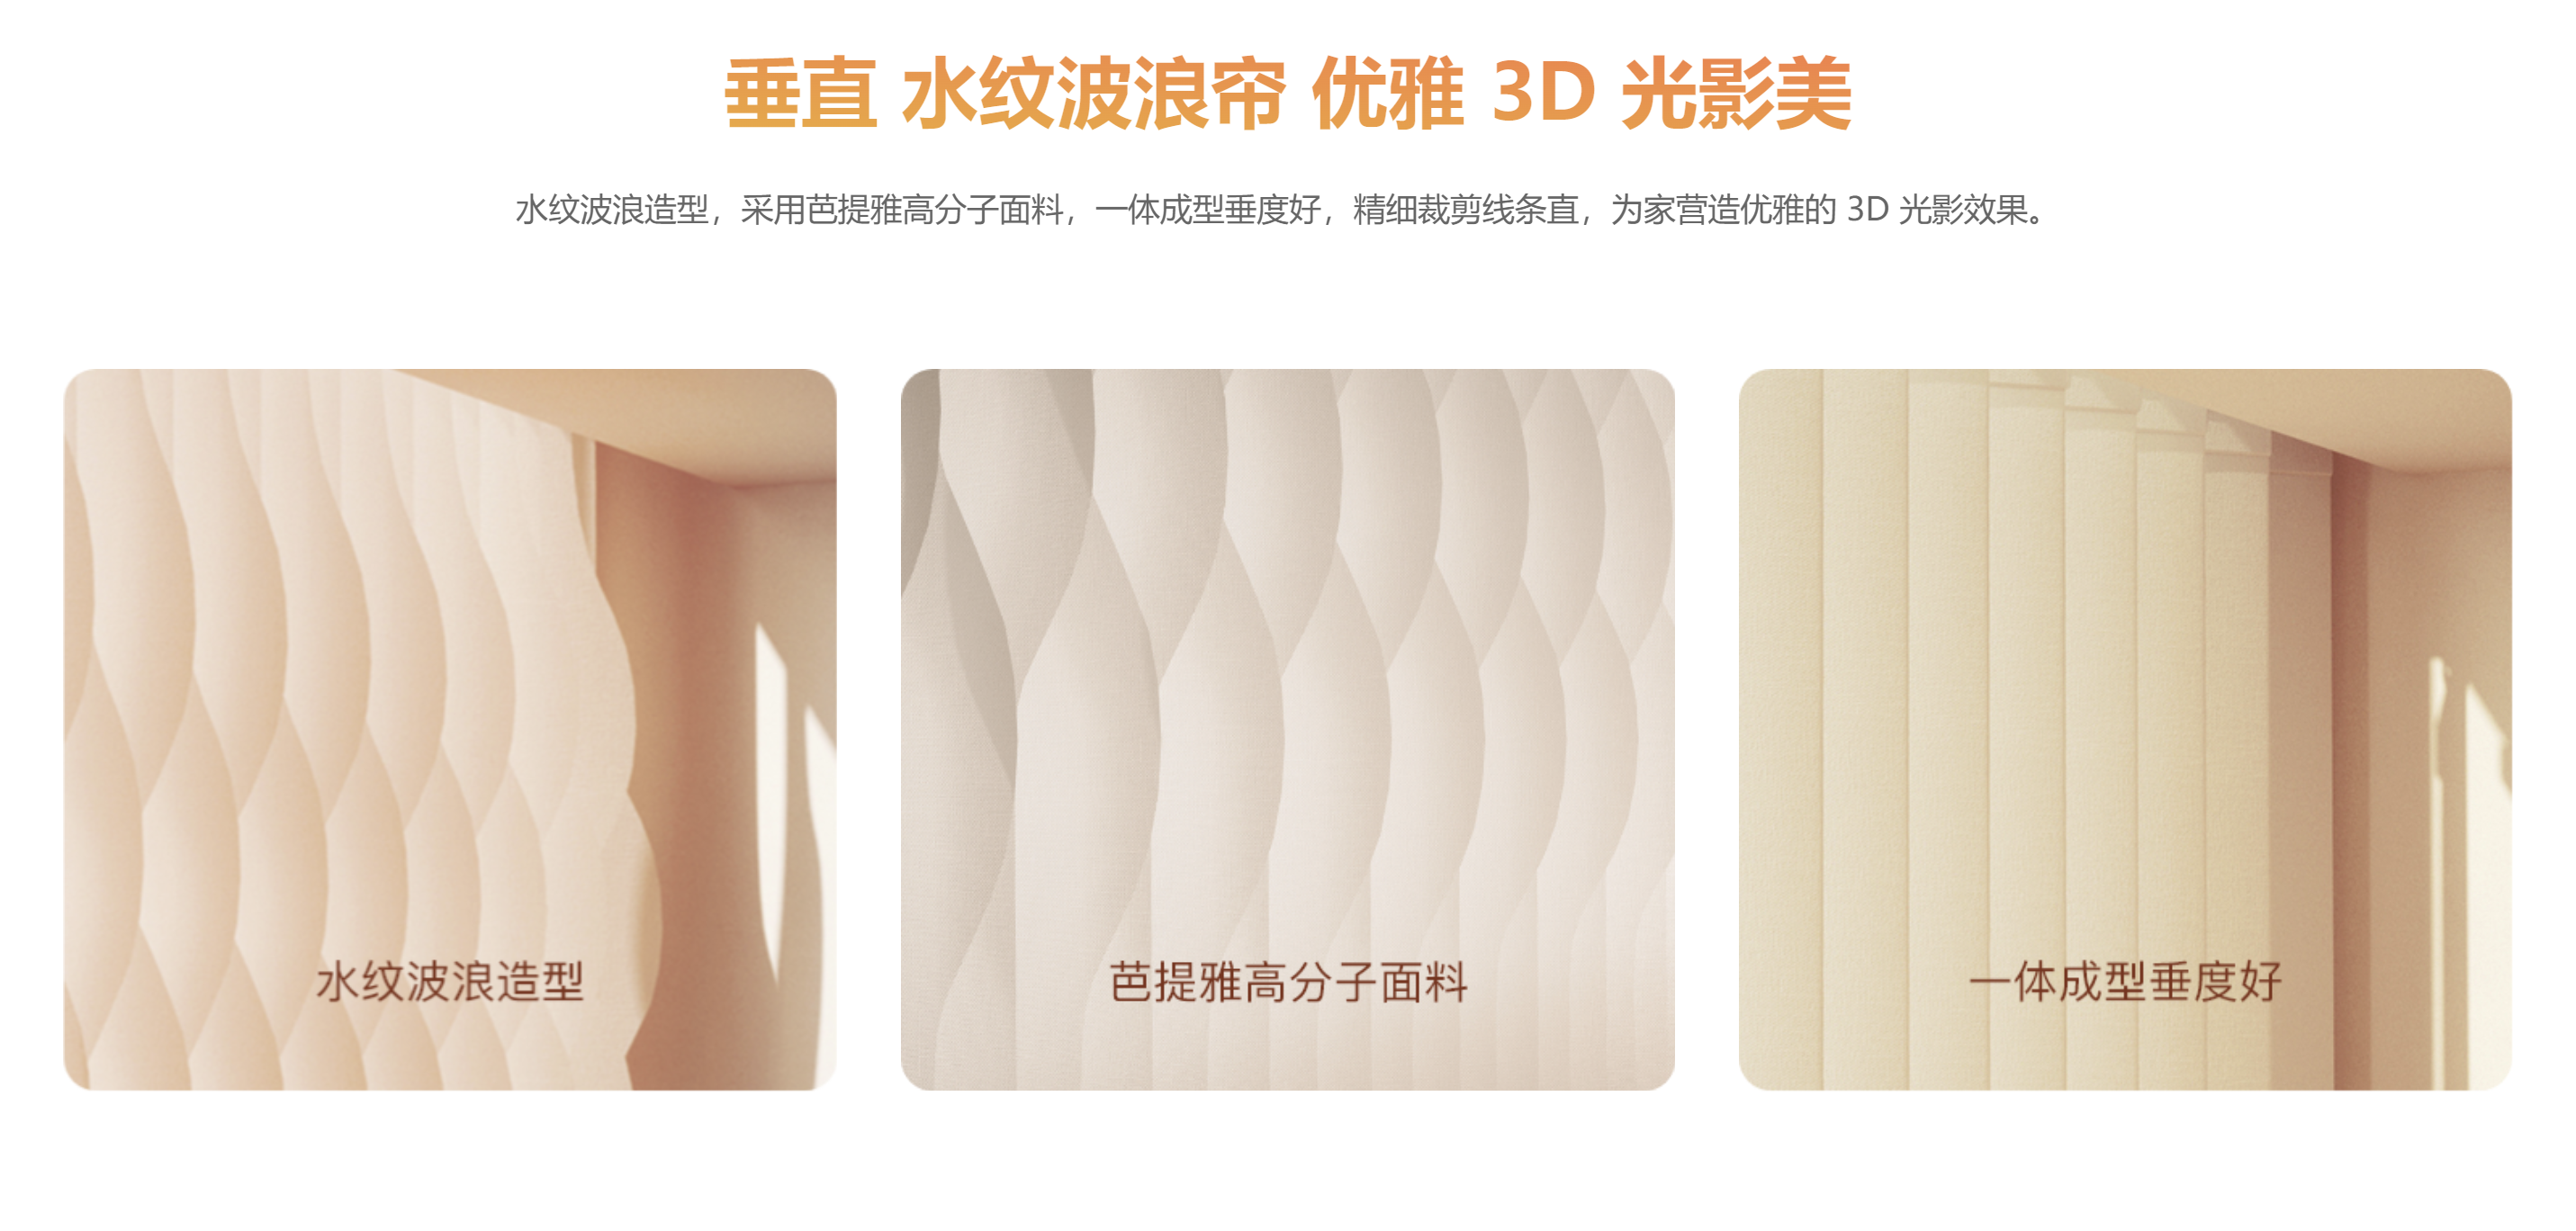 垂直 水纹波浪帘 优雅 3D 光影美
水纹波浪造型，采用芭提雅高分子面料，一体成型垂度好，精细裁剪线条直，为家营造优雅的 3D 光影效果。
水纹波浪造型
芭提雅高分子面料
一体成型垂度好